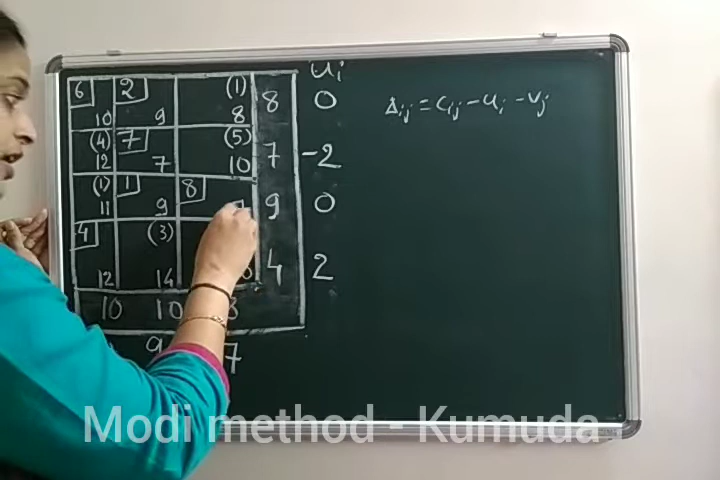 uᵢ
6 2 (1) 8 0
10 9 8
Δᵢⱼ = cᵢⱼ - uᵢ - vⱼ
(4) 7 (5) 7 -2
12 7 10
(1) 1 8 9 0
11 9
4 (3) 4 2
12 14
10 10 8
9 7
Modi method - Kumuda